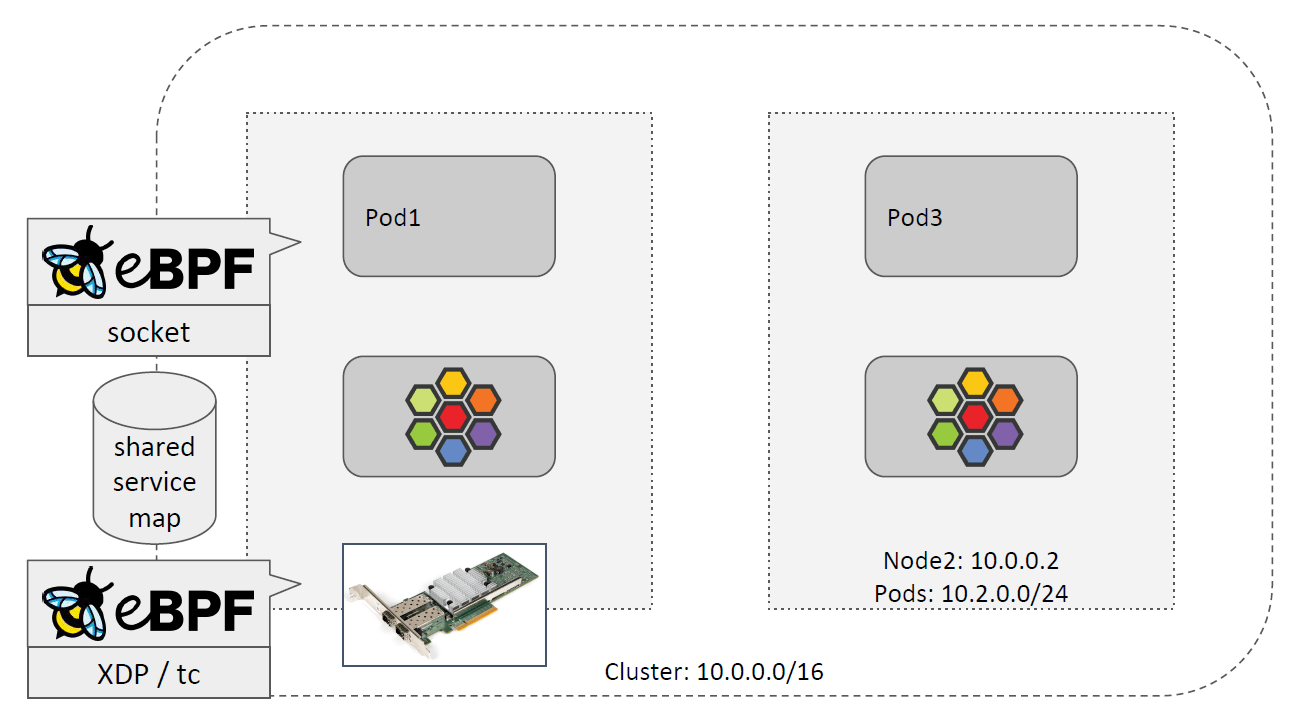 Pod1
Pod3
eBPF
socket
shared
service
map
eBPF
XDP / tc
Node2: 10.0.0.2
Pods: 10.2.0.0/24
Cluster: 10.0.0.0/16